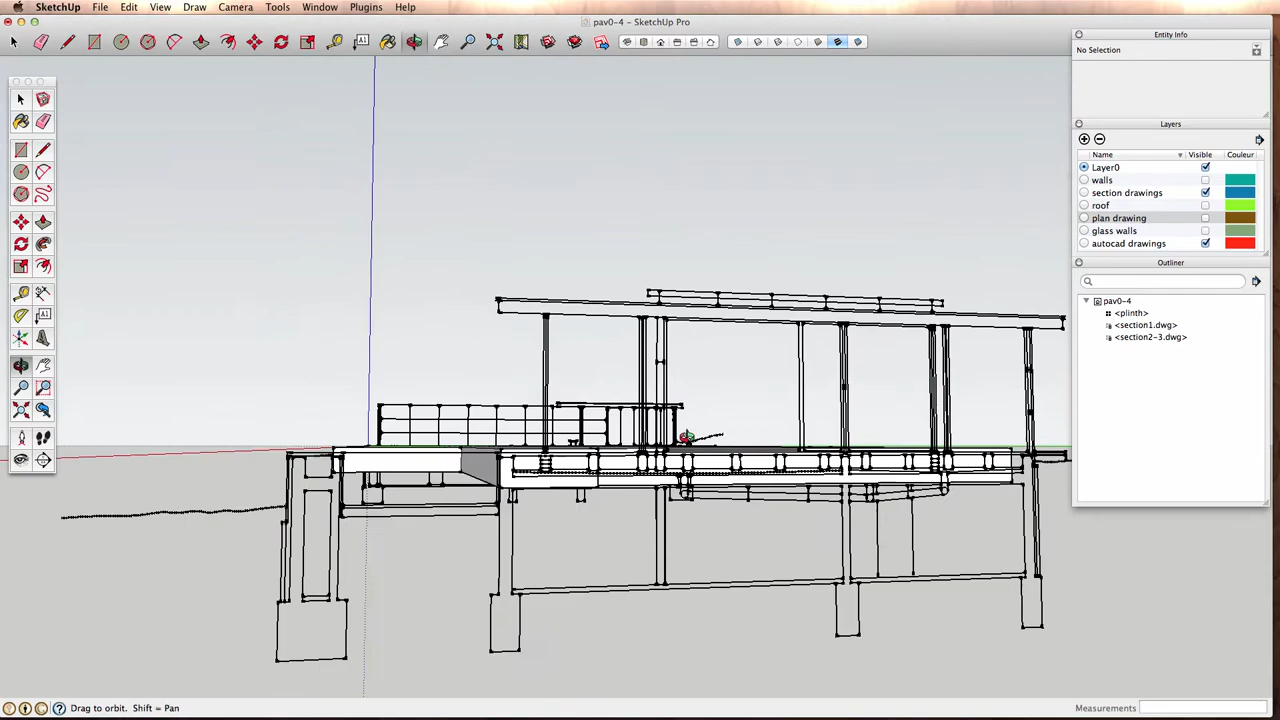 SketchUp File Edit View Draw Camera Tools Window Plugins Help
pav0-4 – SketchUp Pro
A1
Entity Info
No Selection
Layers
Name Visible Couleur
Layer0
walls
section drawings
roof
plan drawing
glass walls
autocad drawings
Outliner
pav0-4
<plinth>
<section1.dwg>
<section2-3.dwg>
A1
Drag to orbit. Shift = Pan
Measurements